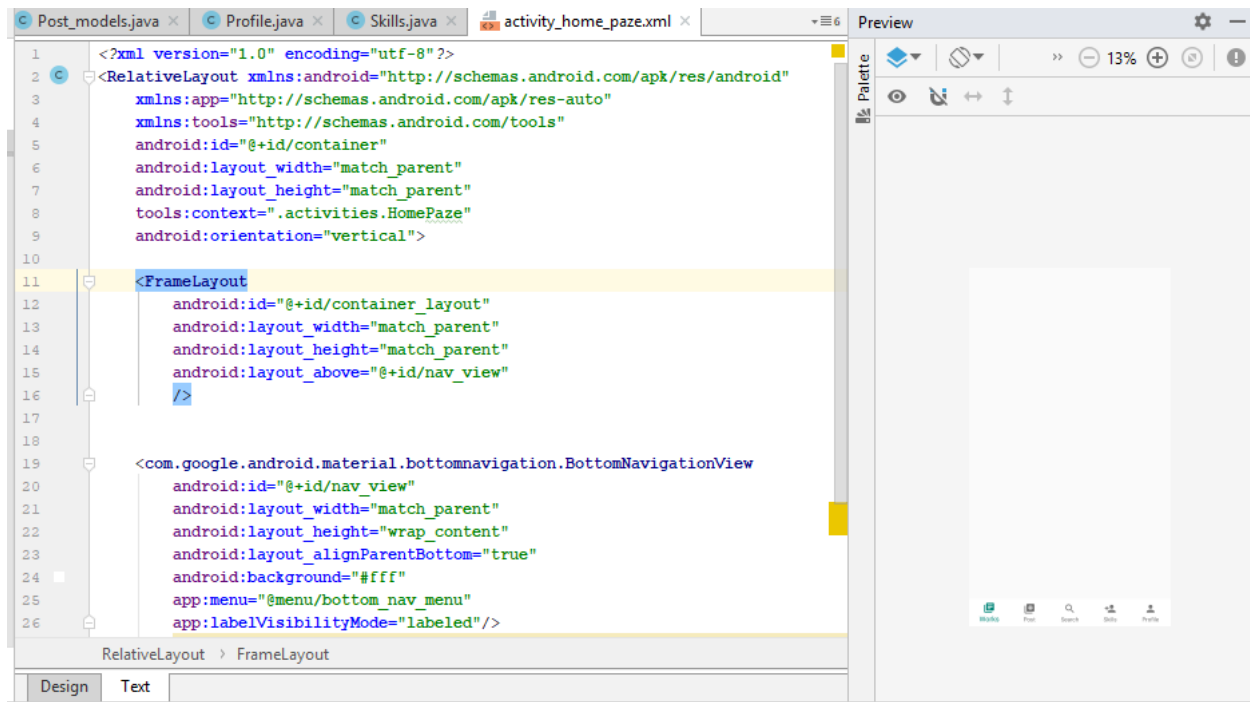 Post_models.java
Profile.java
Skills.java
activity_home_paze.xml
6
Preview
1 <?xml version="1.0" encoding="utf-8"?>
2 <RelativeLayout xmlns:android="http://schemas.android.com/apk/res/android"
3 xmlns:app="http://schemas.android.com/apk/res-auto"
4 xmlns:tools="http://schemas.android.com/tools"
5 android:id="@+id/container"
6 android:layout_width="match_parent"
7 android:layout_height="match_parent"
8 tools:context=".activities.HomePaze"
9 android:orientation="vertical">
10
11 <FrameLayout
12 android:id="@+id/container_layout"
13 android:layout_width="match_parent"
14 android:layout_height="match_parent"
15 android:layout_above="@+id/nav_view"
16 />
17
18
19 <com.google.android.material.bottomnavigation.BottomNavigationView
20 android:id="@+id/nav_view"
21 android:layout_width="match_parent"
22 android:layout_height="wrap_content"
23 android:layout_alignParentBottom="true"
24 android:background="#fff"
25 app:menu="@menu/bottom_nav_menu"
26 app:labelVisibilityMode="labeled"/>
RelativeLayout > FrameLayout
Design Text
Palette
13%
Works Post Search Skills Profile